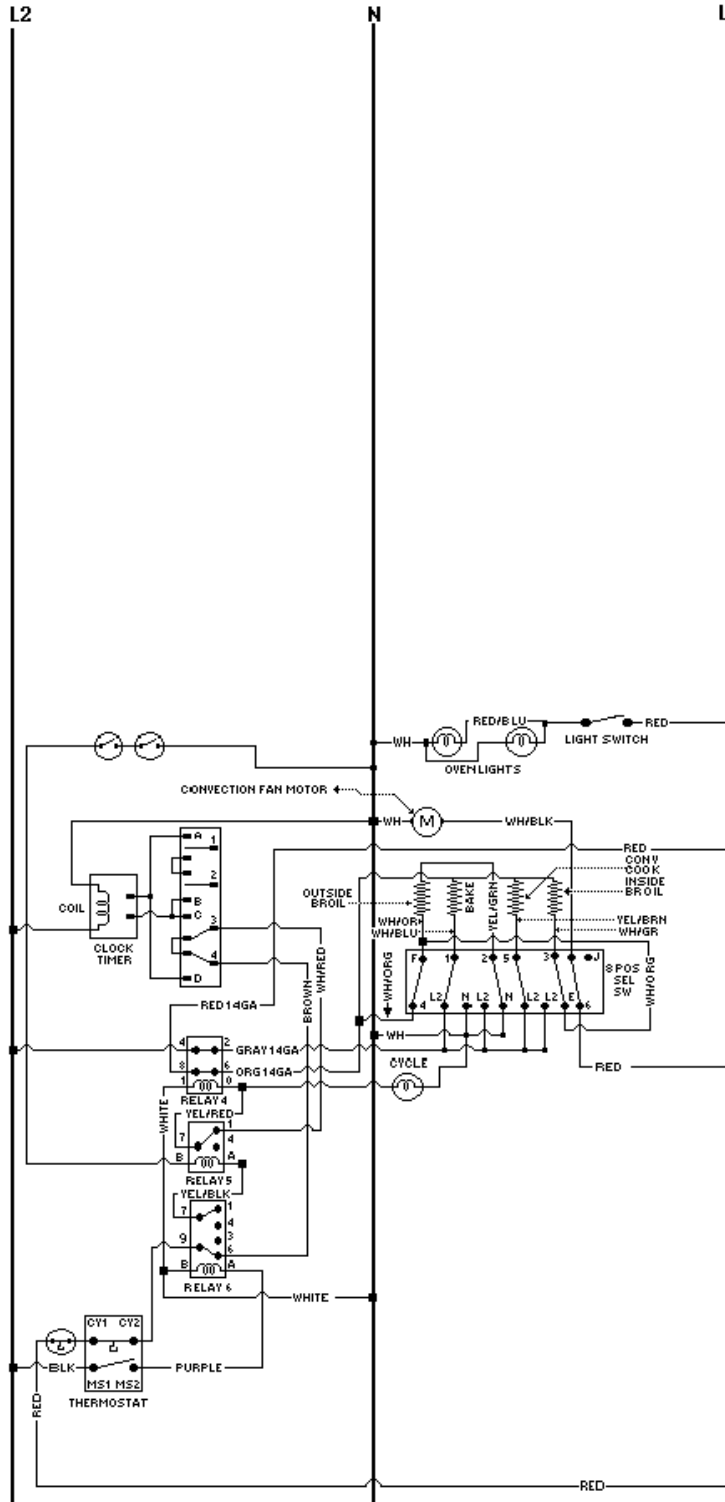 L2 N L
RED/BLU
WH RED
LIGHT SWITCH
OVEN LIGHTS
CONVECTION FAN MOTOR
WH M WH/BLK
RED
A
1
CONV
COOK
INSIDE
BROIL
2
OUTSIDE
BROIL
BAKE
YEL/GRN
COIL
B
C
WH/OR
WH/BLU
YEL/BRN
WH/GR
CLOCK
TIMER
3
4
D
WH/RED
BROWN
WH/ORG
F 1 2 5 3 J
8 POS
SEL
SW
WH/ORG
4 L2 N L2 N L2 L2 E 6
RED 14GA
WH
4 2 GRAY 14GA
8 6 ORG 14GA
CYCLE
RED
1 0
RELAY 4
WHITE
YEL/RED
1
7 4
B A
RELAY 5
YEL/BLK
7 1
4
3
9 6
B A
RELAY 6
WHITE
CY1 CY2
BLK PURPLE
MS1 MS2
THERMOSTAT
RED
RED